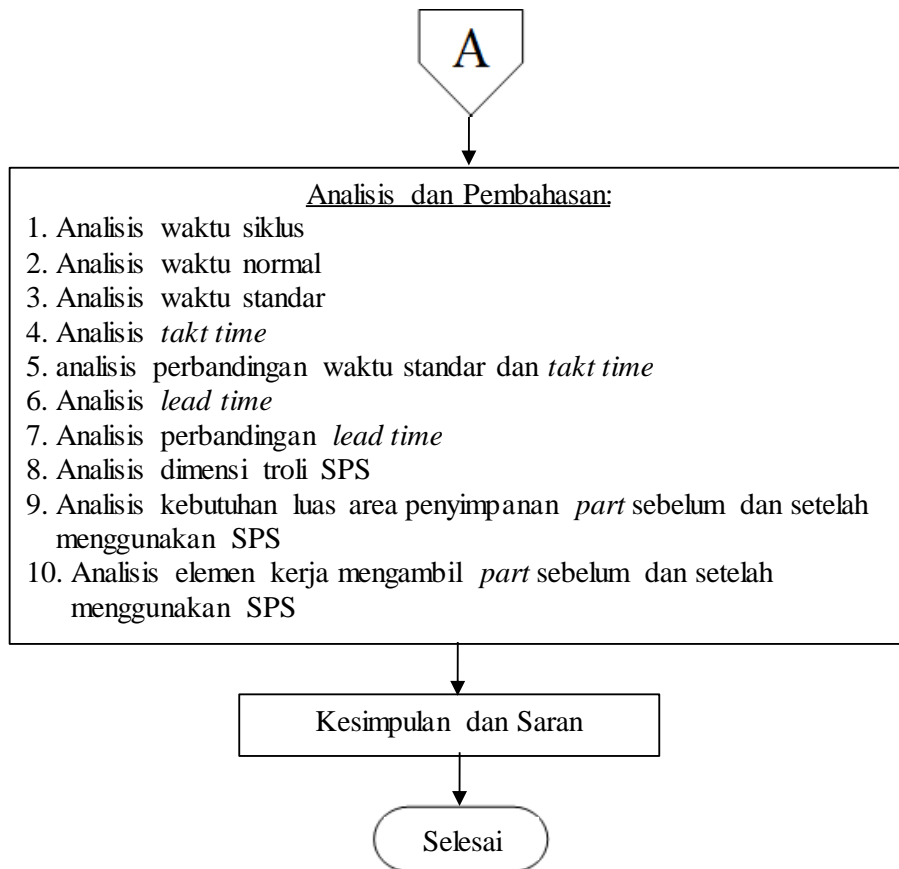 A
Analisis dan Pembahasan:
1. Analisis waktu siklus
2. Analisis waktu normal
3. Analisis waktu standar
4. Analisis takt time
5. analisis perbandingan waktu standar dan takt time
6. Analisis lead time
7. Analisis perbandingan lead time
8. Analisis dimensi troli SPS
9. Analisis kebutuhan luas area penyimpanan part sebelum dan setelah
menggunakan SPS
10. Analisis elemen kerja mengambil part sebelum dan setelah
menggunakan SPS
Kesimpulan dan Saran
Selesai